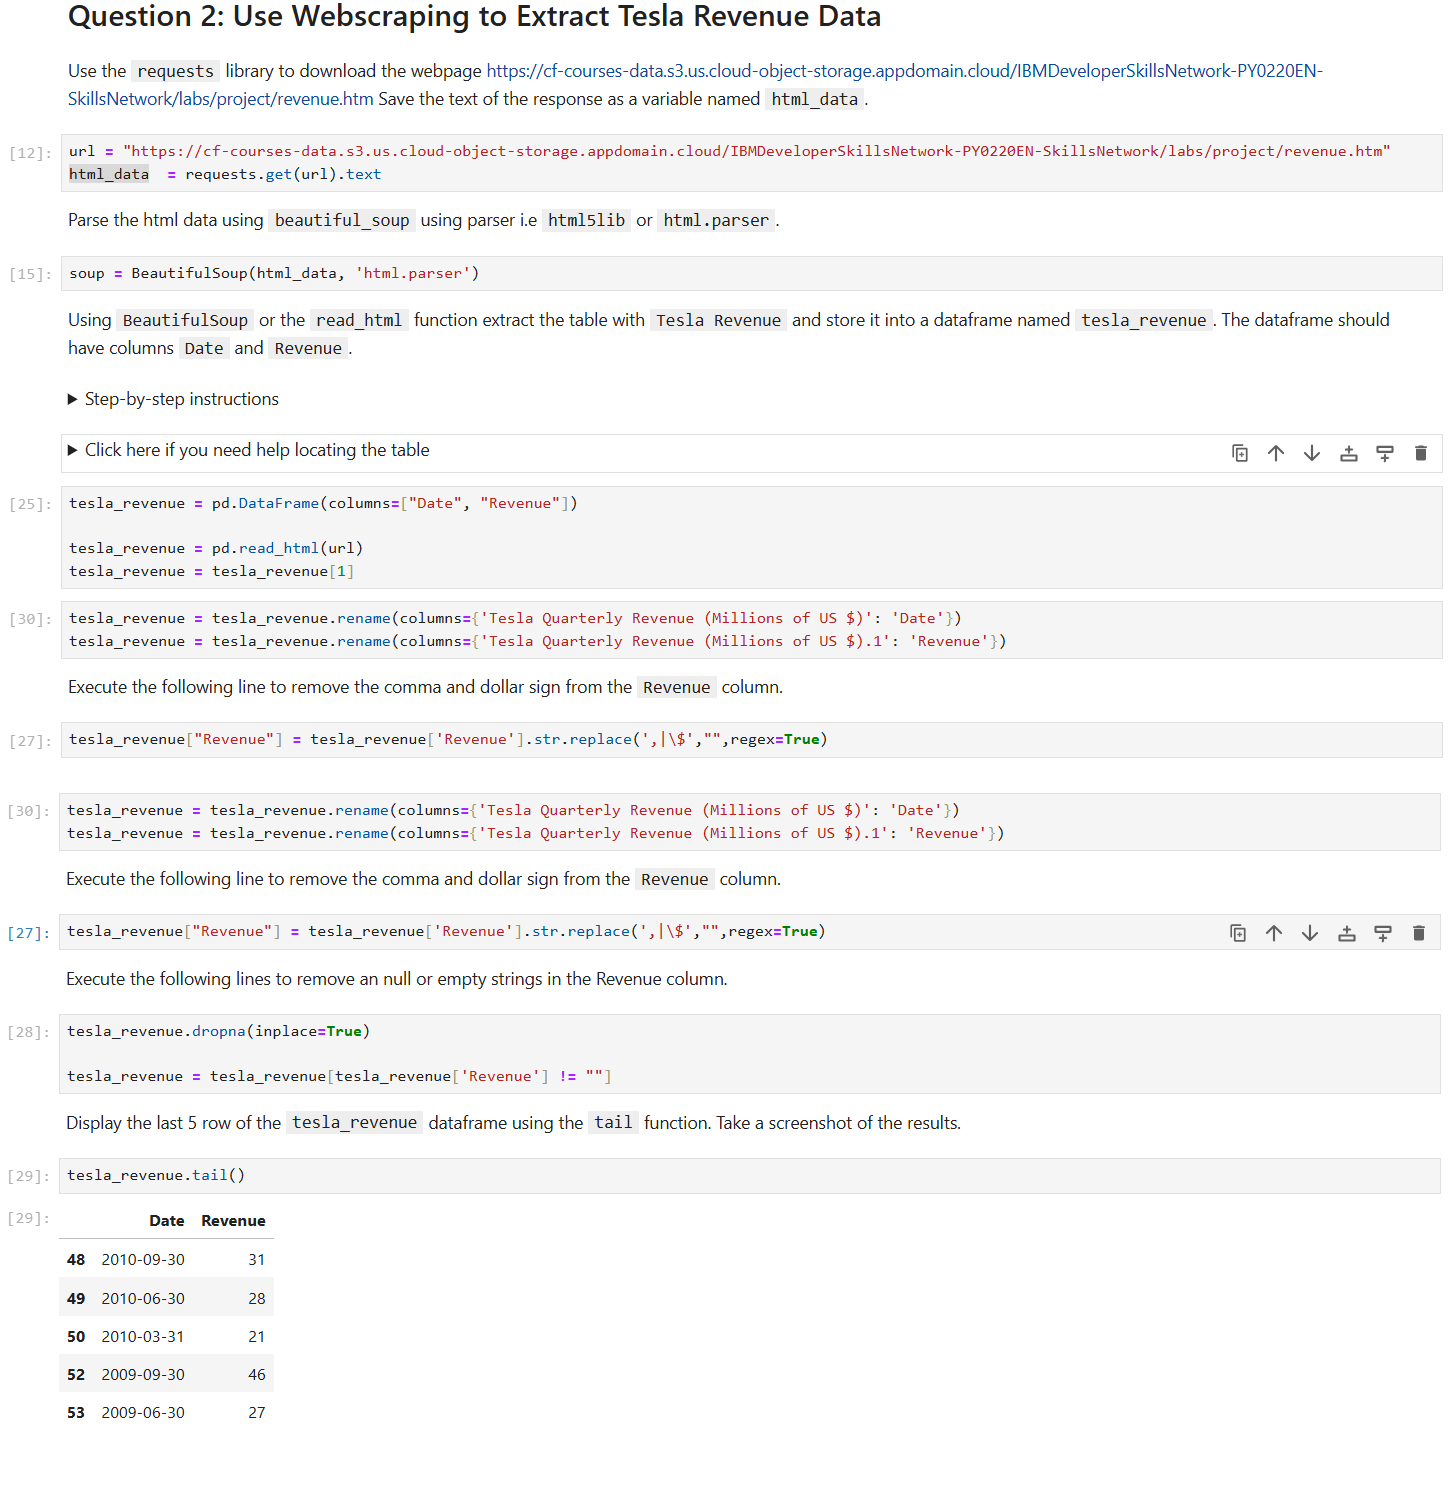 Question 2: Use Webscraping to Extract Tesla Revenue Data
Use the requests library to download the webpage https://cf-courses-data.s3.us.cloud-object-storage.appdomain.cloud/IBMDeveloperSkillsNetwork-PY0220EN-
SkillsNetwork/labs/project/revenue.htm Save the text of the response as a variable named html_data.
[12]: url = "https://cf-courses-data.s3.us.cloud-object-storage.appdomain.cloud/IBMDeveloperSkillsNetwork-PY0220EN-SkillsNetwork/labs/project/revenue.htm"
html_data  = requests.get(url).text
Parse the html data using beautiful_soup using parser i.e html5lib or html.parser.
[15]: soup = BeautifulSoup(html_data, 'html.parser')
Using BeautifulSoup or the read_html function extract the table with Tesla Revenue and store it into a dataframe named tesla_revenue. The dataframe should
have columns Date and Revenue.
▶ Step-by-step instructions
▶ Click here if you need help locating the table
[25]: tesla_revenue = pd.DataFrame(columns=["Date", "Revenue"])
tesla_revenue = pd.read_html(url)
tesla_revenue = tesla_revenue[1]
[30]: tesla_revenue = tesla_revenue.rename(columns={'Tesla Quarterly Revenue (Millions of US $)': 'Date'})
tesla_revenue = tesla_revenue.rename(columns={'Tesla Quarterly Revenue (Millions of US $).1': 'Revenue'})
Execute the following line to remove the comma and dollar sign from the Revenue column.
[27]: tesla_revenue["Revenue"] = tesla_revenue['Revenue'].str.replace(',|\$',"",regex=True)
[30]: tesla_revenue = tesla_revenue.rename(columns={'Tesla Quarterly Revenue (Millions of US $)': 'Date'})
tesla_revenue = tesla_revenue.rename(columns={'Tesla Quarterly Revenue (Millions of US $).1': 'Revenue'})
Execute the following line to remove the comma and dollar sign from the Revenue column.
[27]: tesla_revenue["Revenue"] = tesla_revenue['Revenue'].str.replace(',|\$',"",regex=True)
Execute the following lines to remove an null or empty strings in the Revenue column.
[28]: tesla_revenue.dropna(inplace=True)
tesla_revenue = tesla_revenue[tesla_revenue['Revenue'] != ""]
Display the last 5 row of the tesla_revenue dataframe using the tail function. Take a screenshot of the results.
[29]: tesla_revenue.tail()
[29]: Date Revenue
48 2010-09-30 31
49 2010-06-30 28
50 2010-03-31 21
52 2009-09-30 46
53 2009-06-30 27